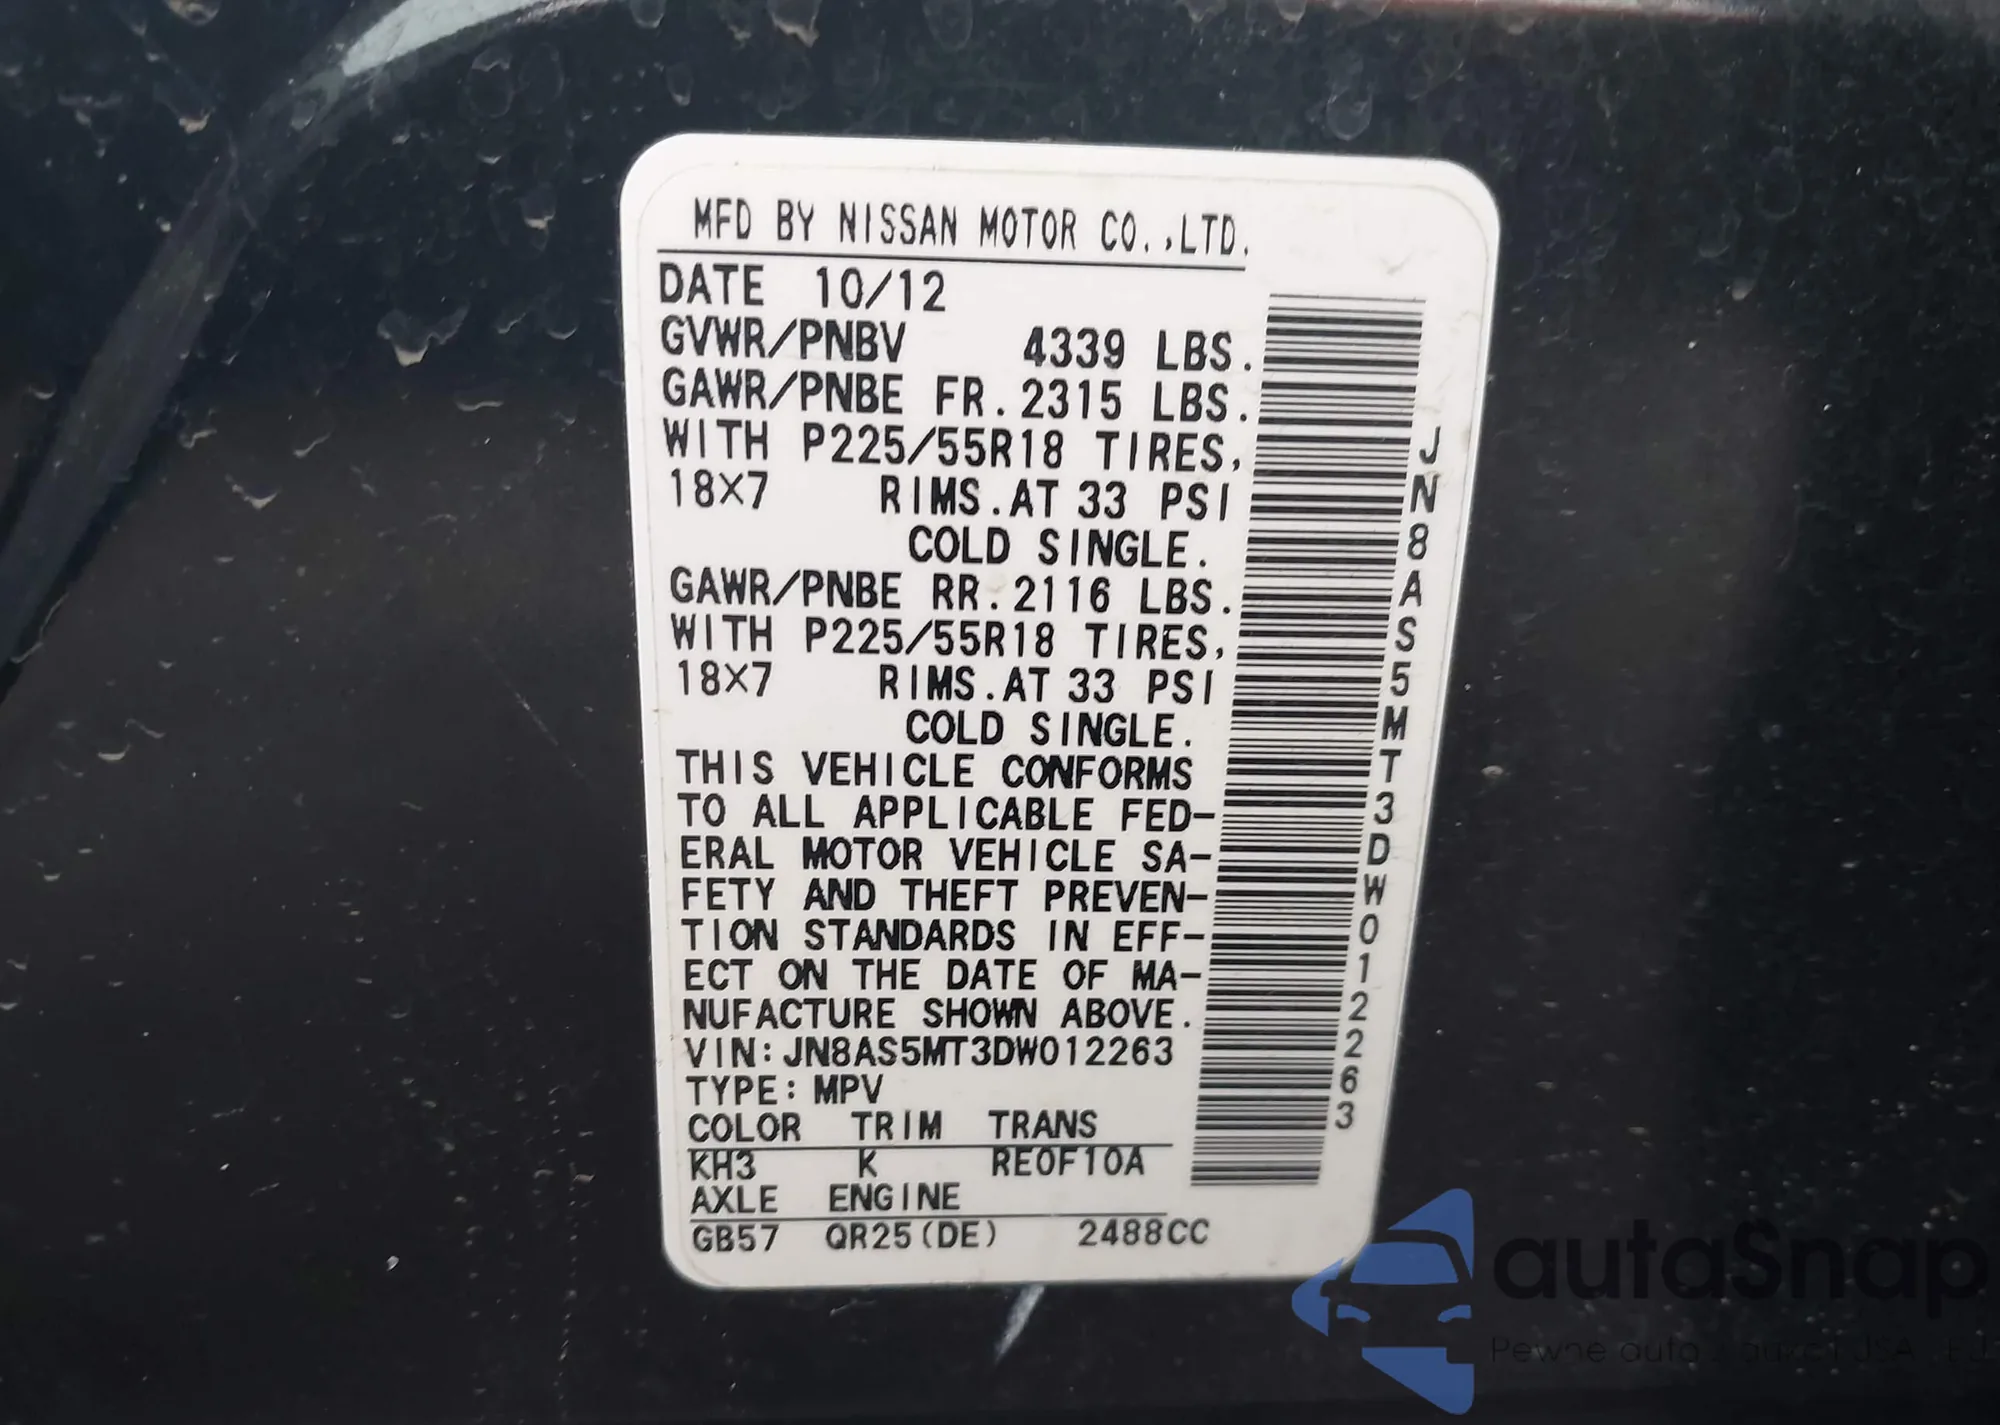 MFD BY NISSAN MOTOR CO.,LTD.
DATE 10/12
GVWR/PNBV 4339 LBS.
GAWR/PNBE FR.2315 LBS.
WITH P225/55R18 TIRES,
18X7 RIMS.AT 33 PSI
COLD SINGLE.
GAWR/PNBE RR.2116 LBS.
WITH P225/55R18 TIRES,
18X7 RIMS.AT 33 PSI
COLD SINGLE.
THIS VEHICLE CONFORMS
TO ALL APPLICABLE FED-
ERAL MOTOR VEHICLE SA-
FETY AND THEFT PREVEN-
TION STANDARDS IN EFF-
ECT ON THE DATE OF MA-
NUFACTURE SHOWN ABOVE.
VIN:JN8AS5MT3DW012263
TYPE:MPV
COLOR TRIM TRANS
KH3 K RE0F10A
AXLE ENGINE
GB57 QR25(DE) 2488CC
JN8AS5MT3DW012263
autaSnap
Pewne auta